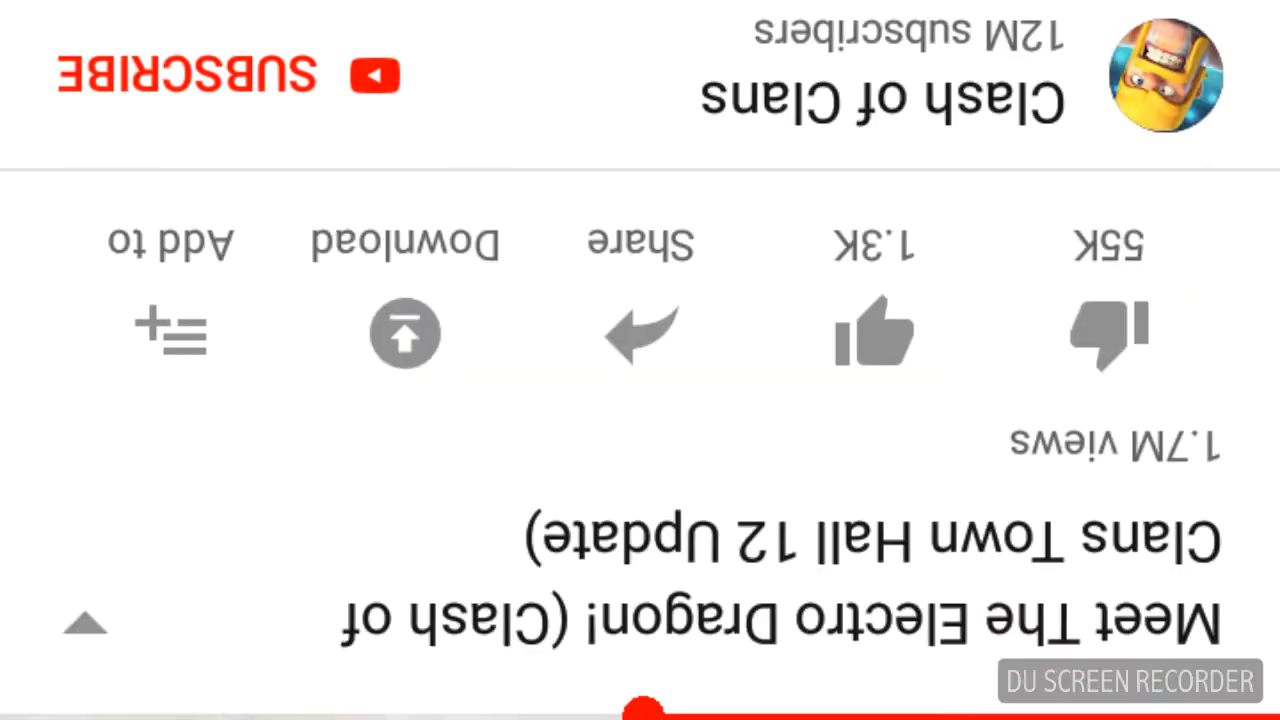 Meet The Electro Dragon! (Clash of
Clans Town Hall 12 Update)
1.7M views
55K
1.3K
Share
Download
Add to
Clash of Clans
12M subscribers
SUBSCRIBE
DU SCREEN RECORDER